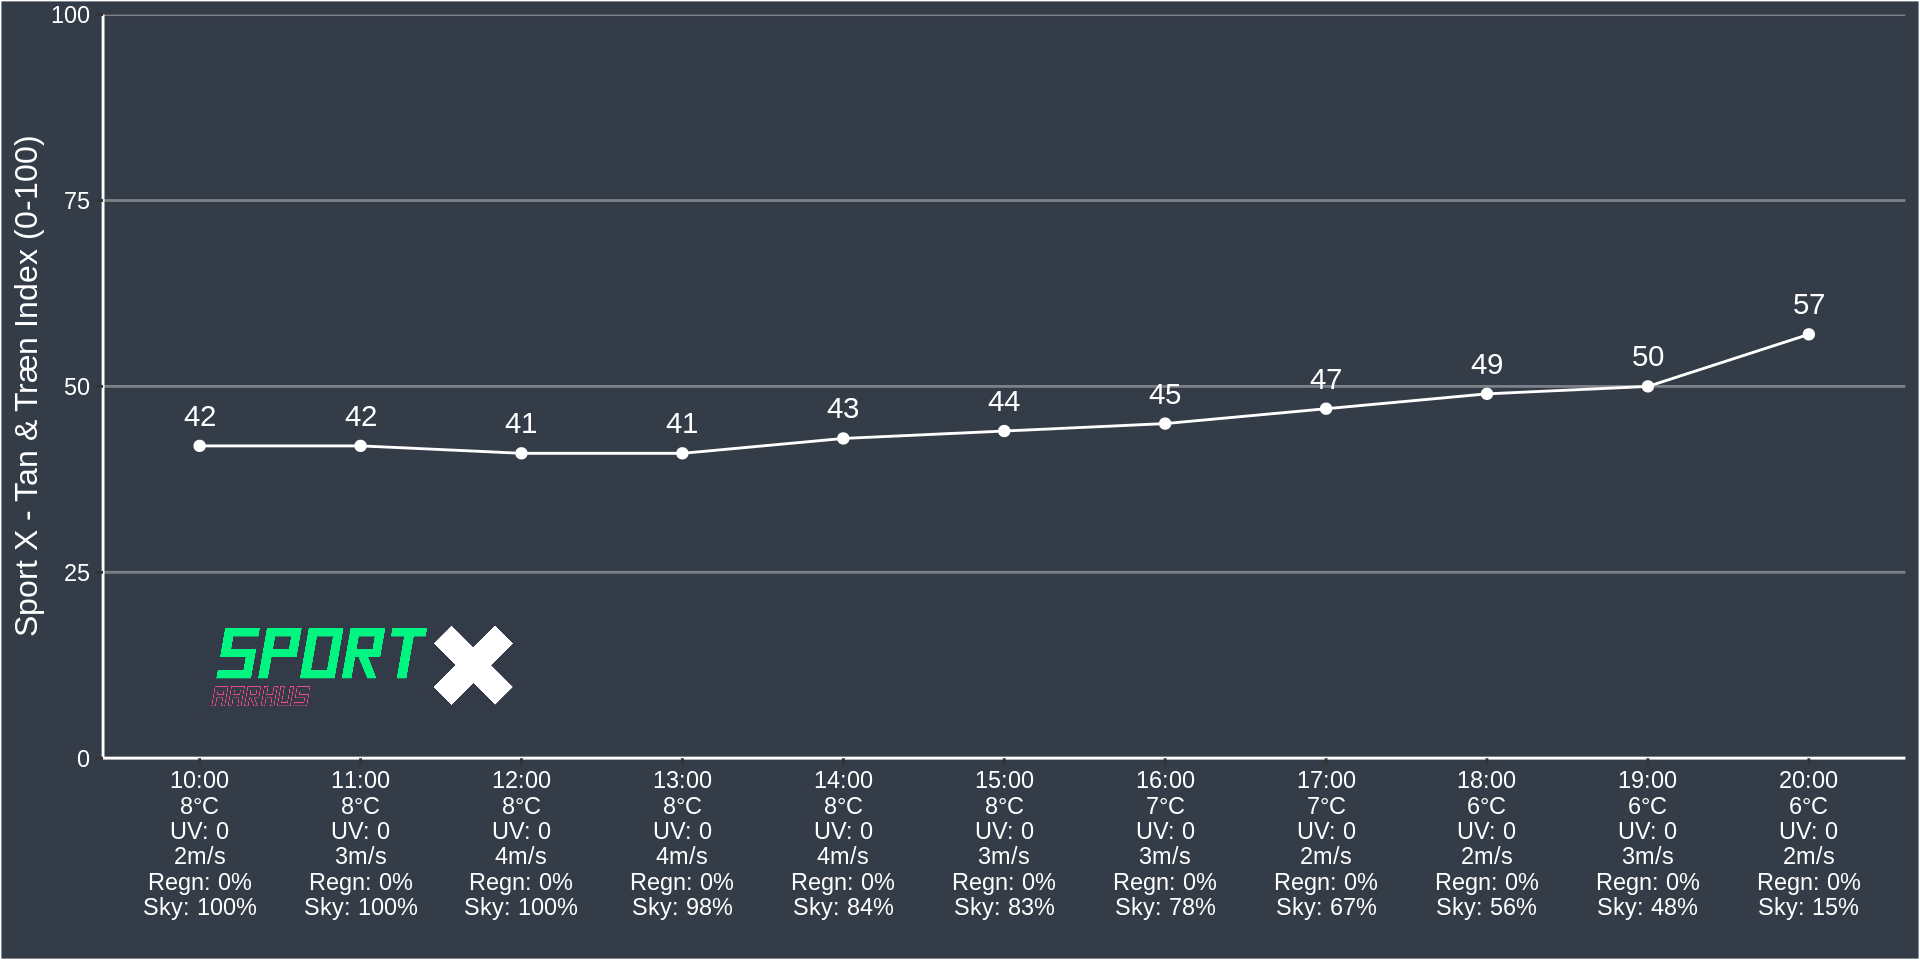 Sport X - Tan & Træn Index (0-100)
100
75
50
25
0
42
42
41
41
43
44
45
47
49
50
57
SPORT X
AARHUS
10:00 11:00 12:00 13:00 14:00 15:00 16:00 17:00 18:00 19:00 20:00
8°C 8°C 8°C 8°C 8°C 8°C 7°C 7°C 6°C 6°C 6°C
UV: 0 UV: 0 UV: 0 UV: 0 UV: 0 UV: 0 UV: 0 UV: 0 UV: 0 UV: 0 UV: 0
2m/s 3m/s 4m/s 4m/s 4m/s 3m/s 3m/s 2m/s 2m/s 3m/s 2m/s
Regn: 0% Regn: 0% Regn: 0% Regn: 0% Regn: 0% Regn: 0% Regn: 0% Regn: 0% Regn: 0% Regn: 0% Regn: 0%
Sky: 100% Sky: 100% Sky: 100% Sky: 98% Sky: 84% Sky: 83% Sky: 78% Sky: 67% Sky: 56% Sky: 48% Sky: 15%